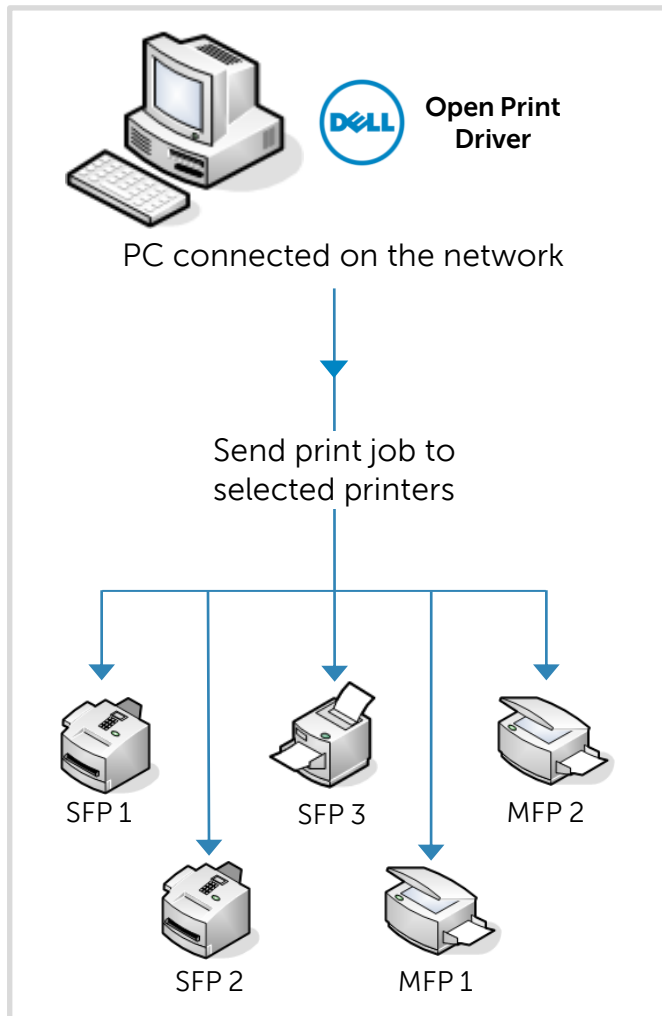 DELL
Open Print
Driver
PC connected on the network
Send print job to
selected printers
SFP 1
SFP 3
MFP 2
SFP 2
MFP 1